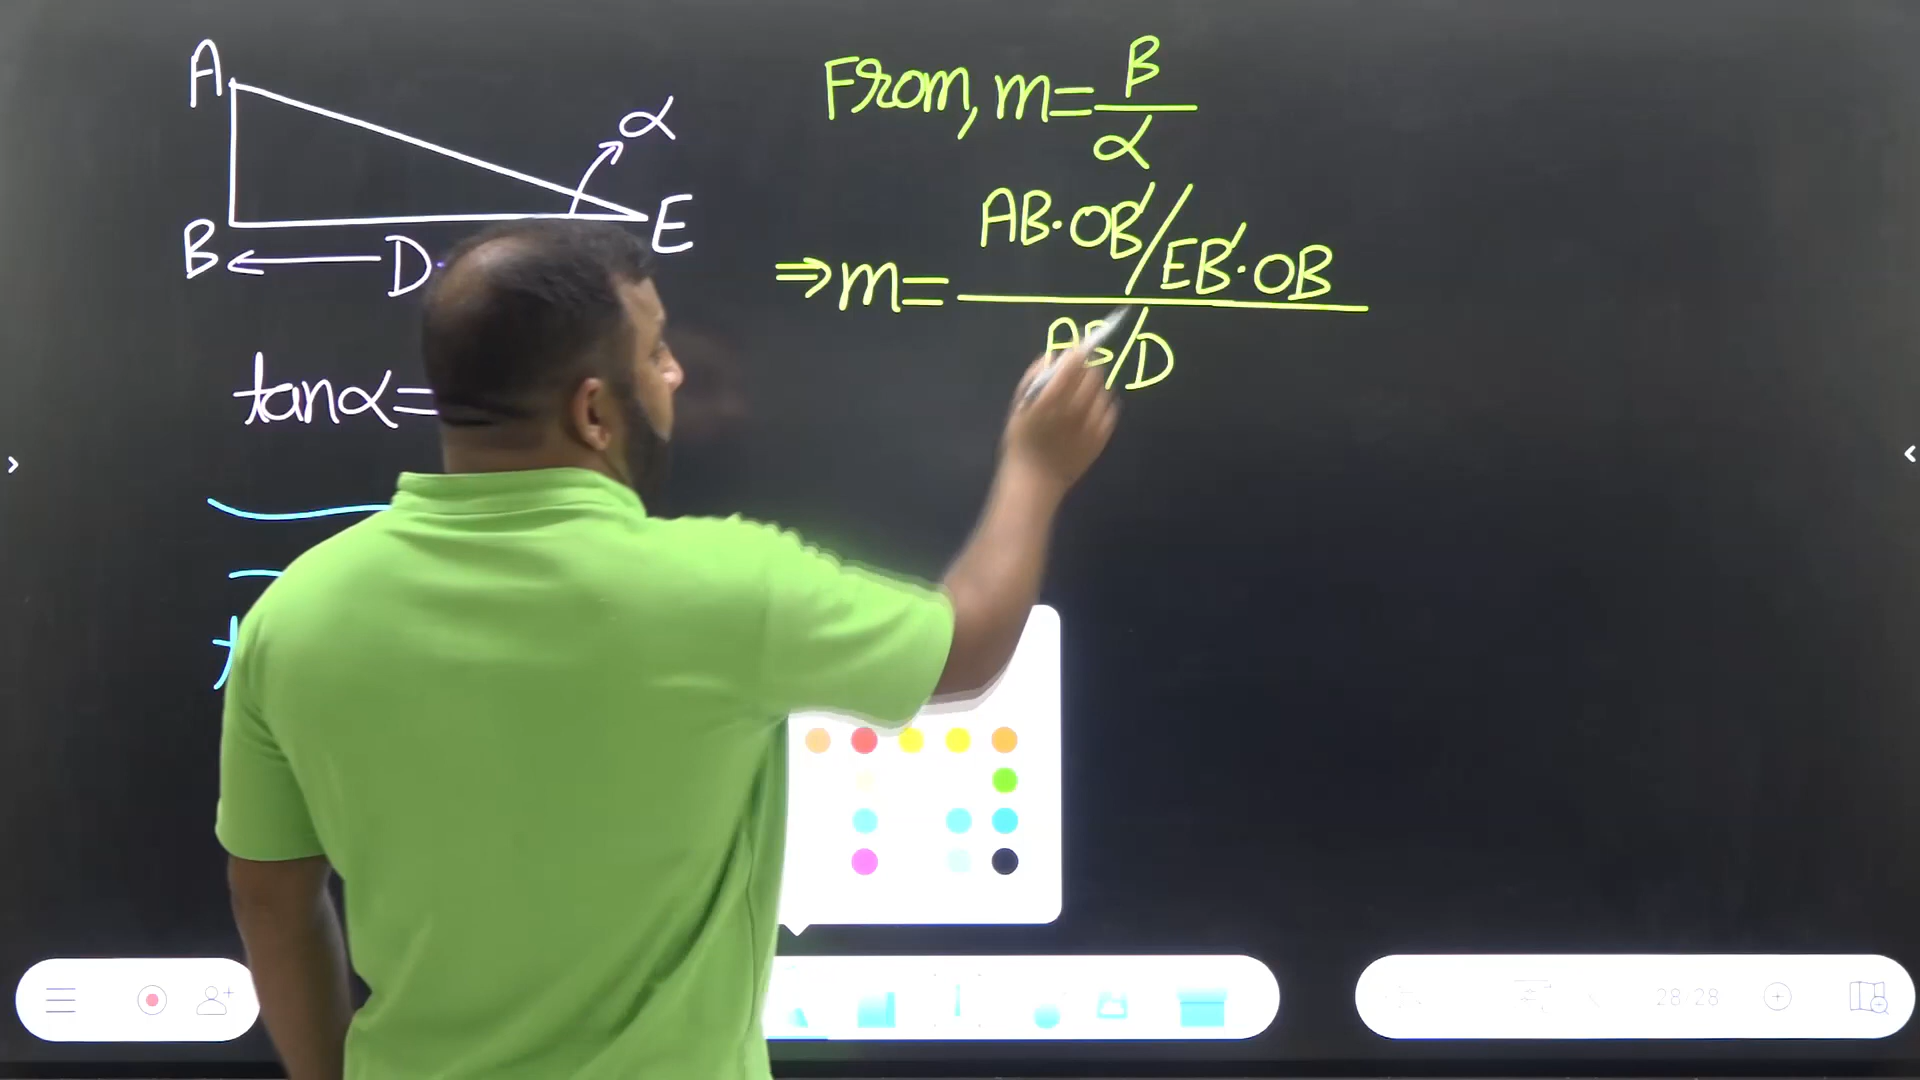 A
α
B
D
E
tanα=
From, m=β/α
⇒m=
AB·OB'/EB'·OB
AB/D
28/28